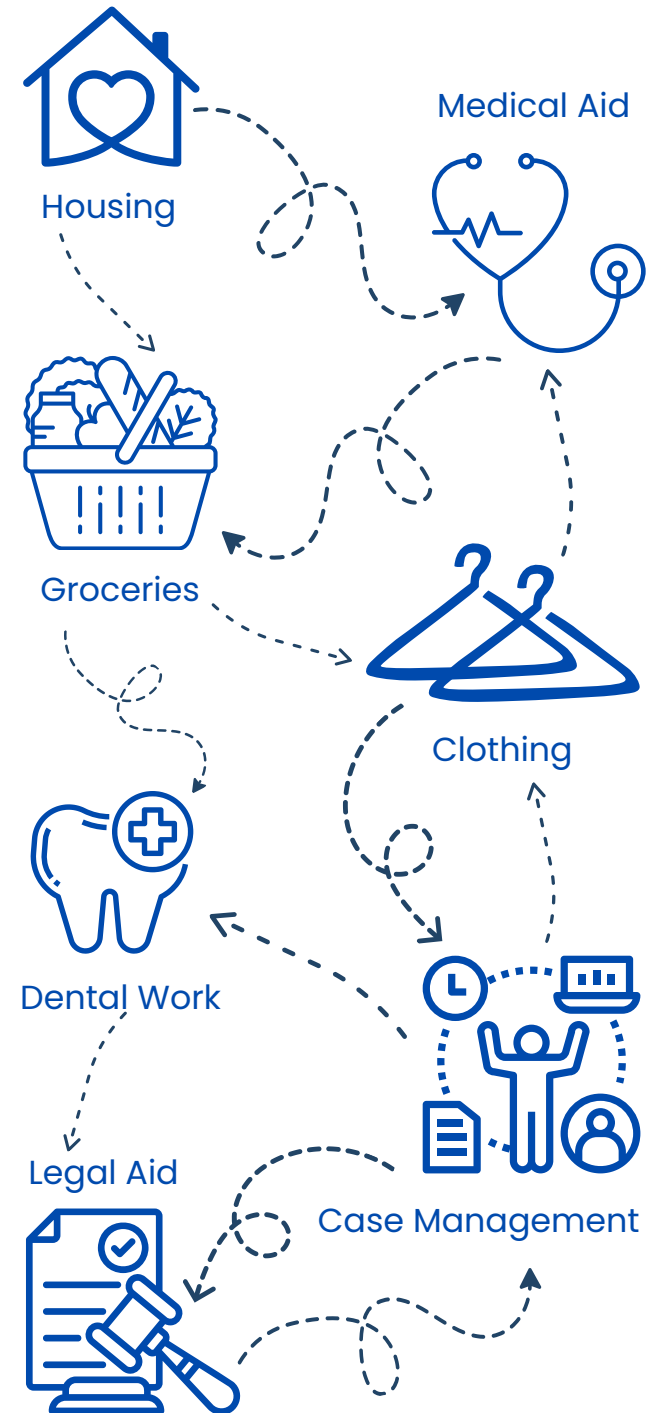 Medical Aid
Housing
Groceries
Clothing
Dental Work
Legal Aid
Case Management